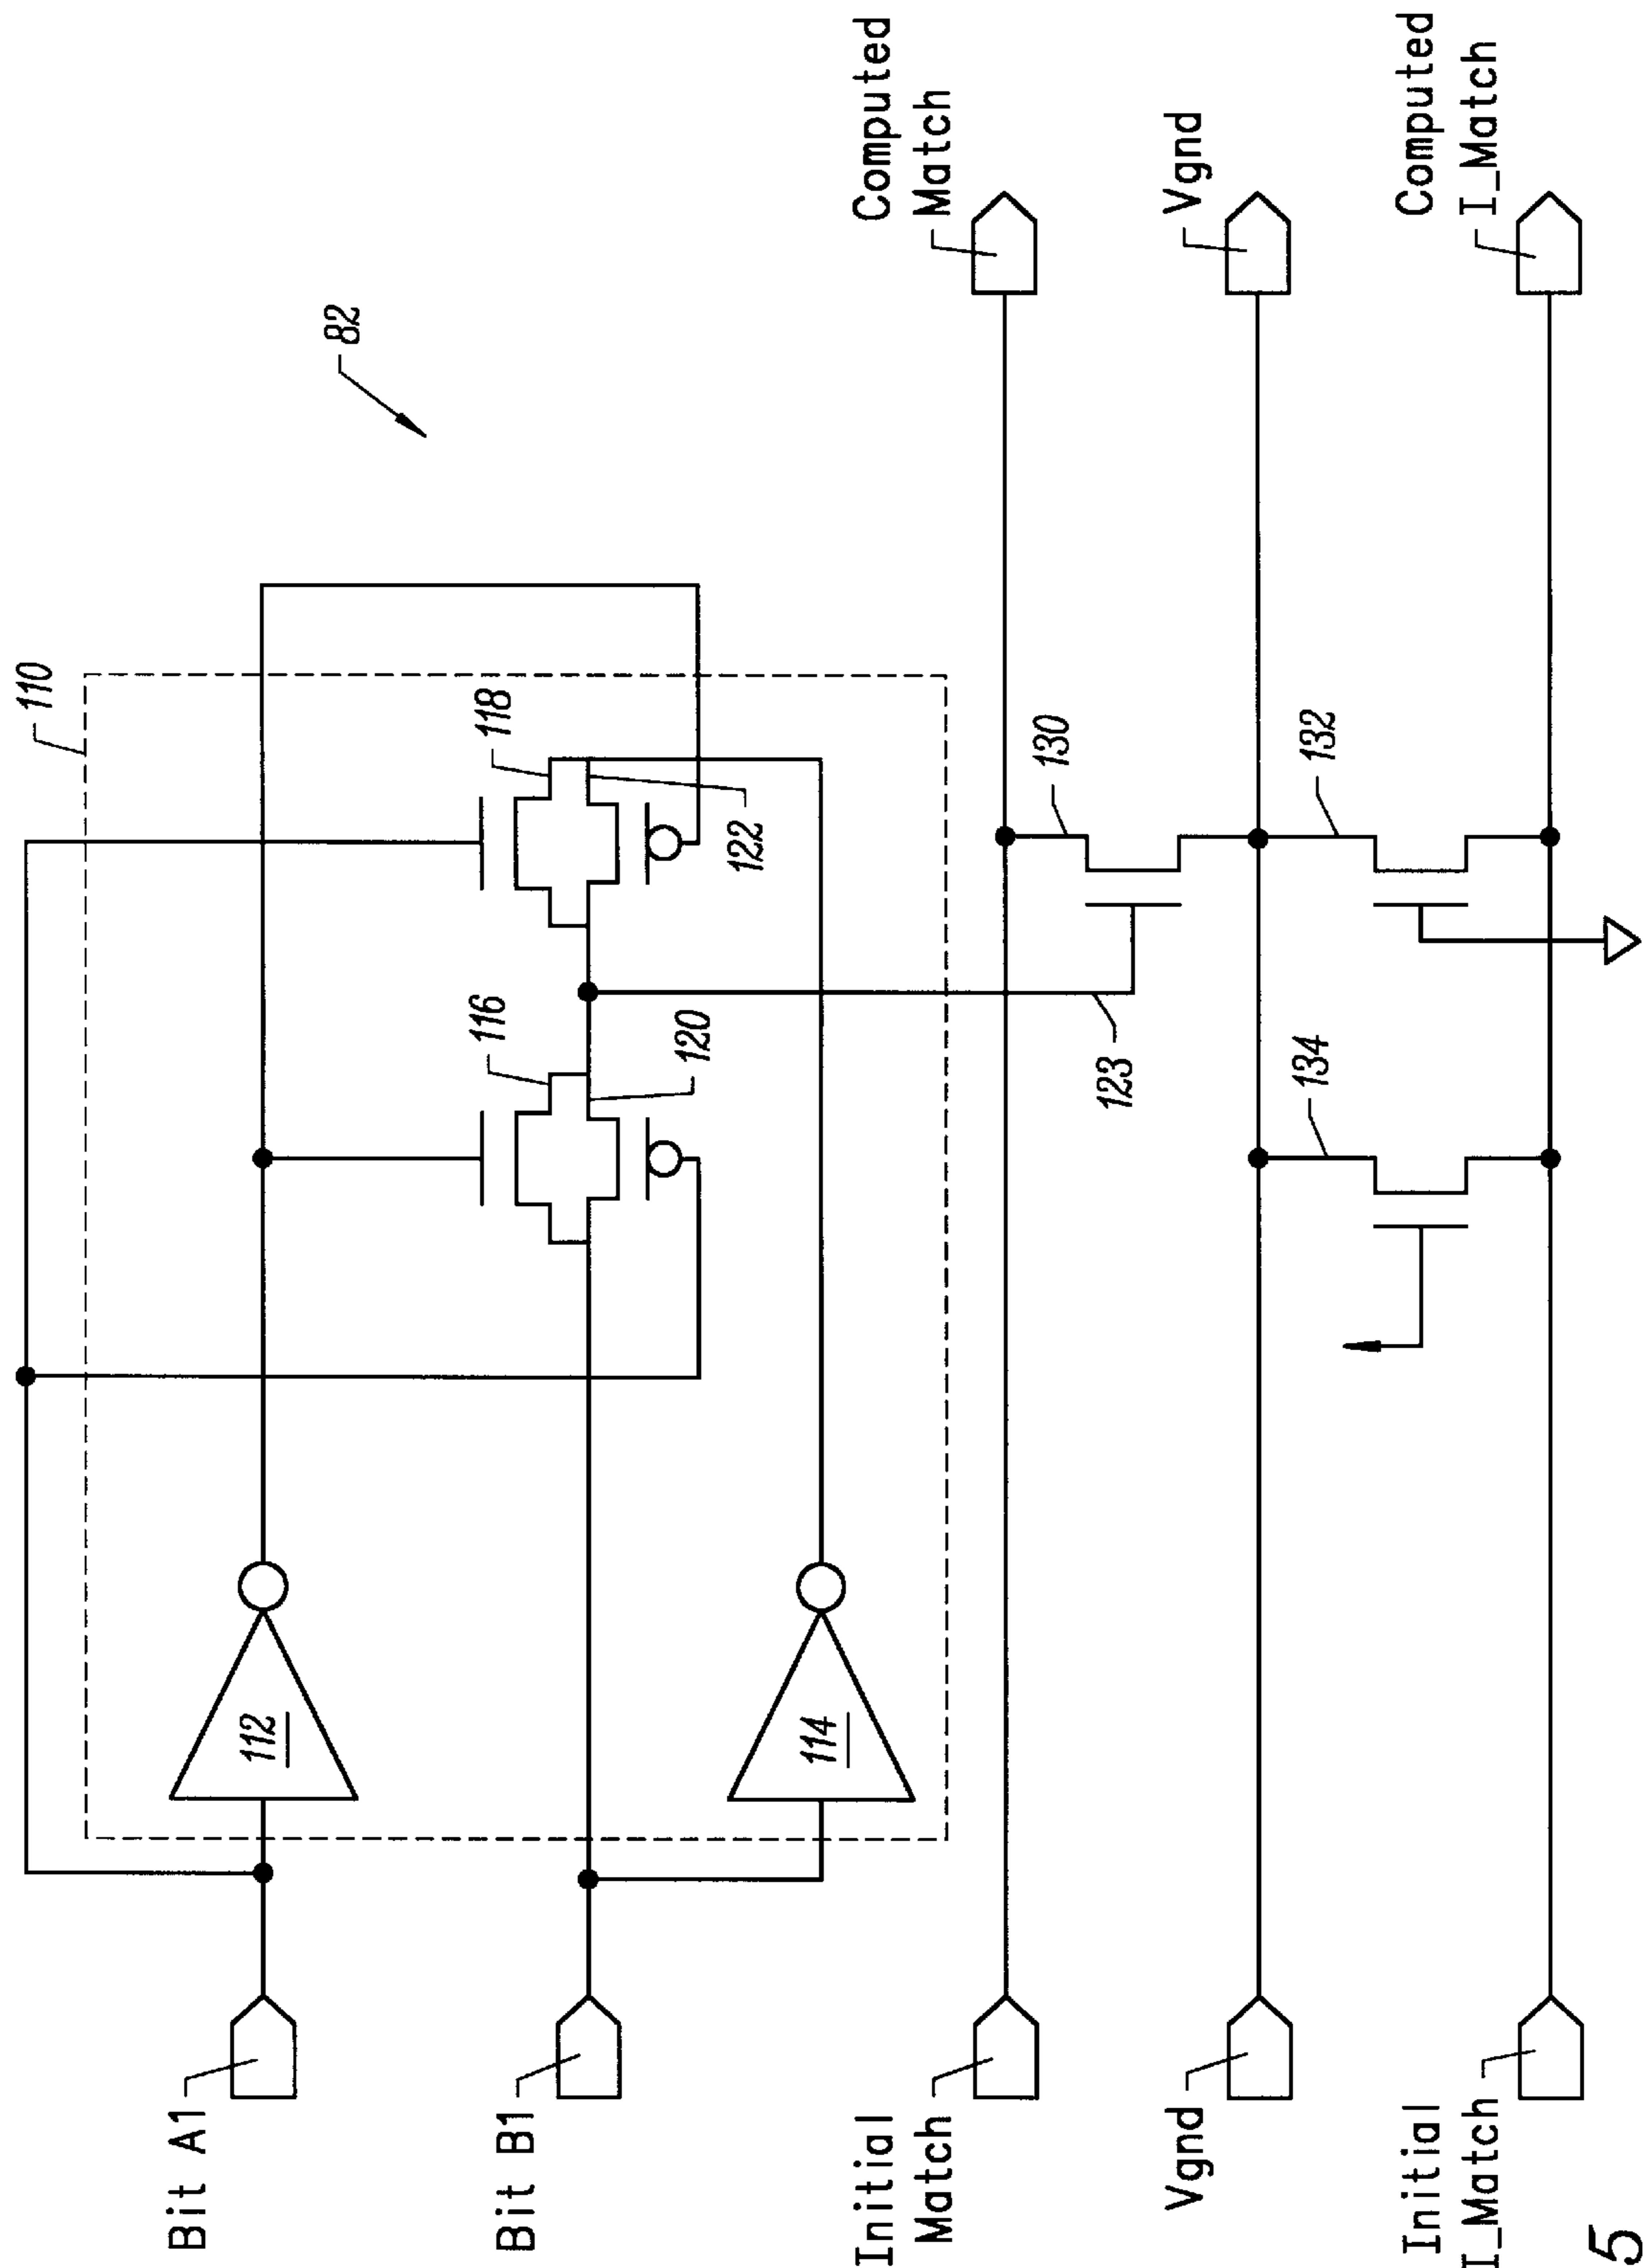 110
82
Bit A1
112
118
116
122
120
Bit B1
114
Initial
Match
Computed
Match
123
130
Vgnd
Vgnd
134
132
Initial
I_Match
Computed
I_Match
5